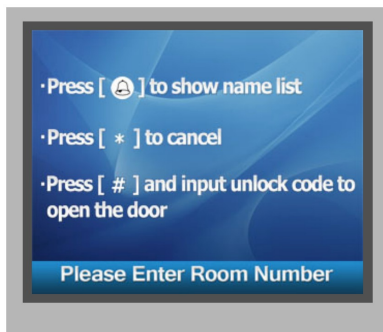 ·Press [ 🔔 ] to show name list
·Press [ * ] to cancel
·Press [ # ] and input unlock code to
open the door
Please Enter Room Number